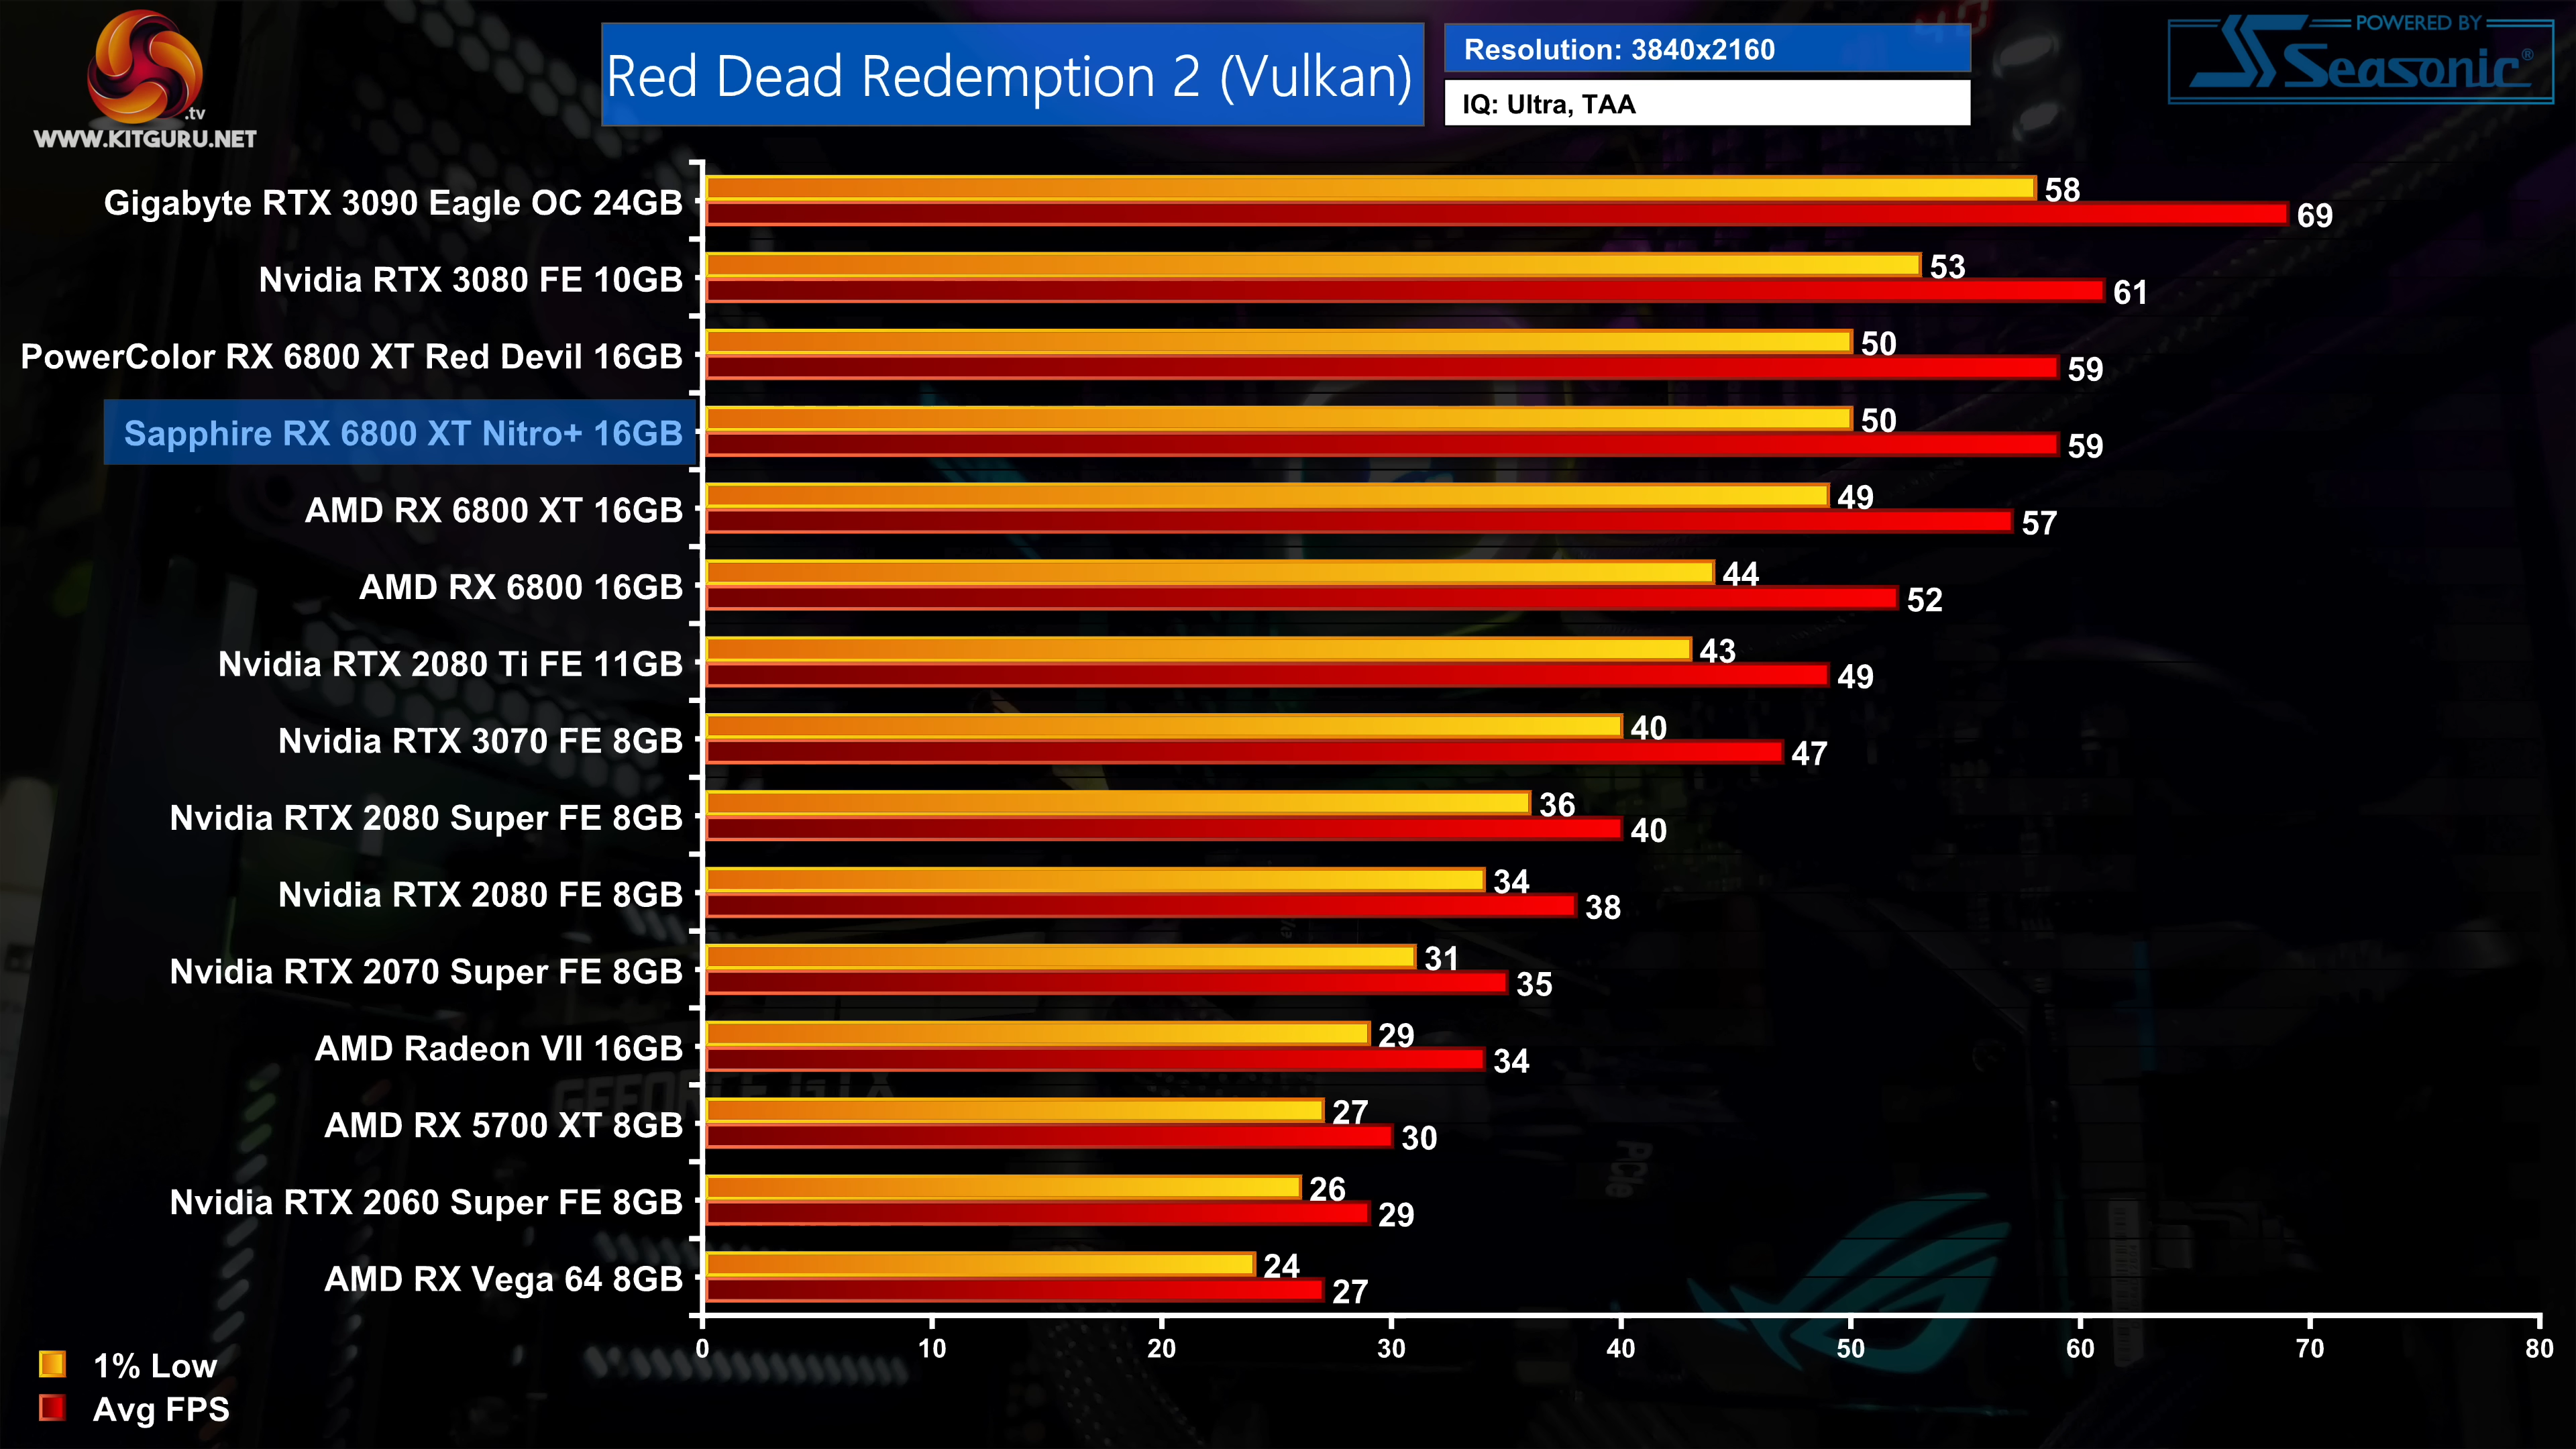 .tv
WWW.KITGURU.NET
Red Dead Redemption 2 (Vulkan)
Resolution: 3840x2160
IQ: Ultra, TAA
POWERED BY
Seasonic®
Gigabyte RTX 3090 Eagle OC 24GB
58
69
Nvidia RTX 3080 FE 10GB
53
61
PowerColor RX 6800 XT Red Devil 16GB
50
59
Sapphire RX 6800 XT Nitro+ 16GB
50
59
AMD RX 6800 XT 16GB
49
57
AMD RX 6800 16GB
44
52
Nvidia RTX 2080 Ti FE 11GB
43
49
Nvidia RTX 3070 FE 8GB
40
47
Nvidia RTX 2080 Super FE 8GB
36
40
Nvidia RTX 2080 FE 8GB
34
38
Nvidia RTX 2070 Super FE 8GB
31
35
AMD Radeon VII 16GB
29
34
GEFORCE GTX
AMD RX 5700 XT 8GB
27
30
PCIe
Nvidia RTX 2060 Super FE 8GB
26
29
AMD RX Vega 64 8GB
24
27
0 10 20 30 40 50 60 70 80
1% Low
Avg FPS